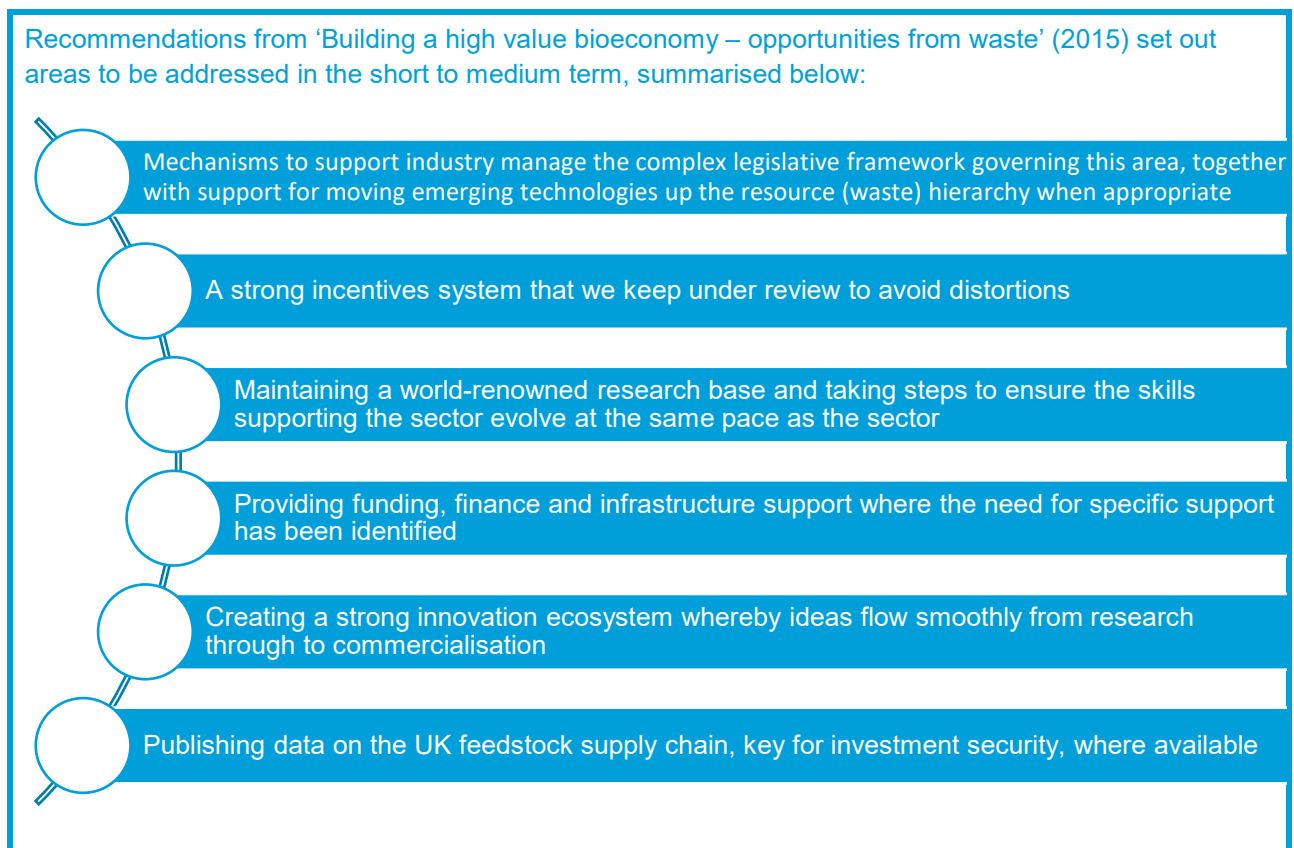 Recommendations from ‘Building a high value bioeconomy – opportunities from waste’ (2015) set out
areas to be addressed in the short to medium term, summarised below:
Mechanisms to support industry manage the complex legislative framework governing this area, together
with support for moving emerging technologies up the resource (waste) hierarchy when appropriate
A strong incentives system that we keep under review to avoid distortions
Maintaining a world-renowned research base and taking steps to ensure the skills
supporting the sector evolve at the same pace as the sector
Providing funding, finance and infrastructure support where the need for specific support
has been identified
Creating a strong innovation ecosystem whereby ideas flow smoothly from research
through to commercialisation
Publishing data on the UK feedstock supply chain, key for investment security, where available